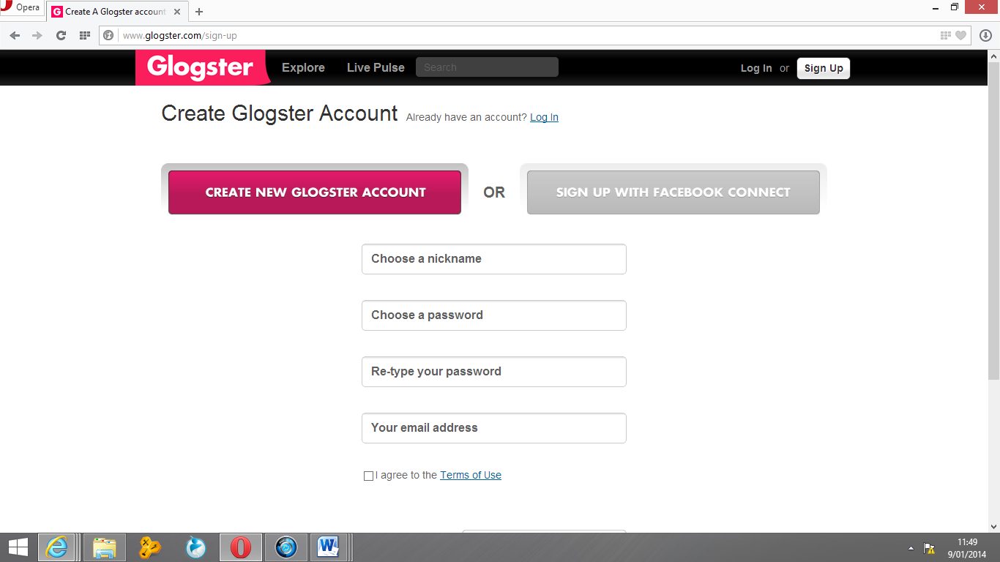 Opera
Create A Glogster account
www.glogster.com/sign-up
Glogster
Explore
Live Pulse
Search
Log In or Sign Up
Create Glogster Account Already have an account? Log In
CREATE NEW GLOGSTER ACCOUNT
OR
SIGN UP WITH FACEBOOK CONNECT
Choose a nickname
Choose a password
Re-type your password
Your email address
I agree to the Terms of Use
11:49
9/01/2014